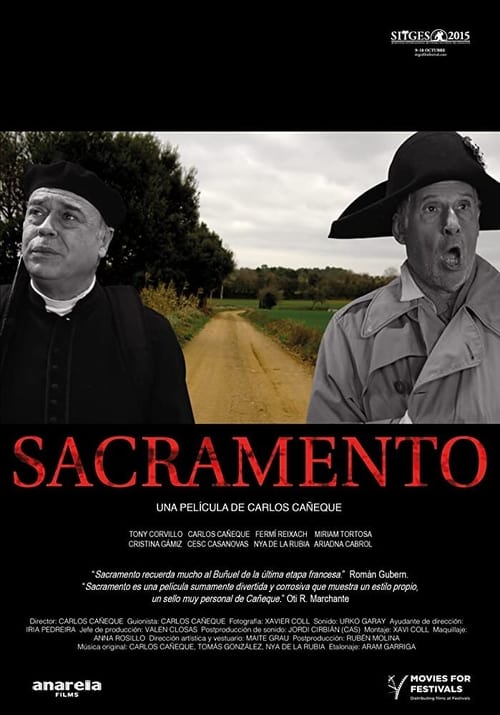 SITGES 2015
9-18 OCTUBRE
SACRAMENTO
UNA PELÍCULA DE CARLOS CAÑEQUE
TONY CORVILLO CARLOS CAÑEQUE FERMÍ REIXACH MIRIAM TORTOSA
CRISTINA GÁMIZ CESC CASANOVAS NYA DE LA RUBIA ARIADNA CABROL
“Sacramento recuerda mucho al Buñuel de la última etapa francesa.” Román Gubern.
“Sacramento es una película sumamente divertida y corrosiva que muestra un estilo propio,
un sello muy personal de Cañeque.” Oti R. Marchante
Director: CARLOS CAÑEQUE Guionista: CARLOS CAÑEQUE Fotografía: XAVIER COLL Sonido: URKO GARAY Ayudante de dirección:
IRIA PEDREIRA Jefe de producción: VALEN CLOSAS Postproducción de sonido: JORDI CIRBIÁN (CAS) Montaje: XAVI COLL Maquillaje:
ANNA ROSILLO Dirección artística y vestuario: MAITE GRAU Postproducción: RUBÉN MOLINA
Música original: CARLOS CAÑEQUE, TOMÁS GONZÁLEZ, NYA DE LA RUBIA Etalonaje: ARAM GARRIGA
anarela
FILMS
MOVIES FOR
FESTIVALS
Distributing films at Festivals